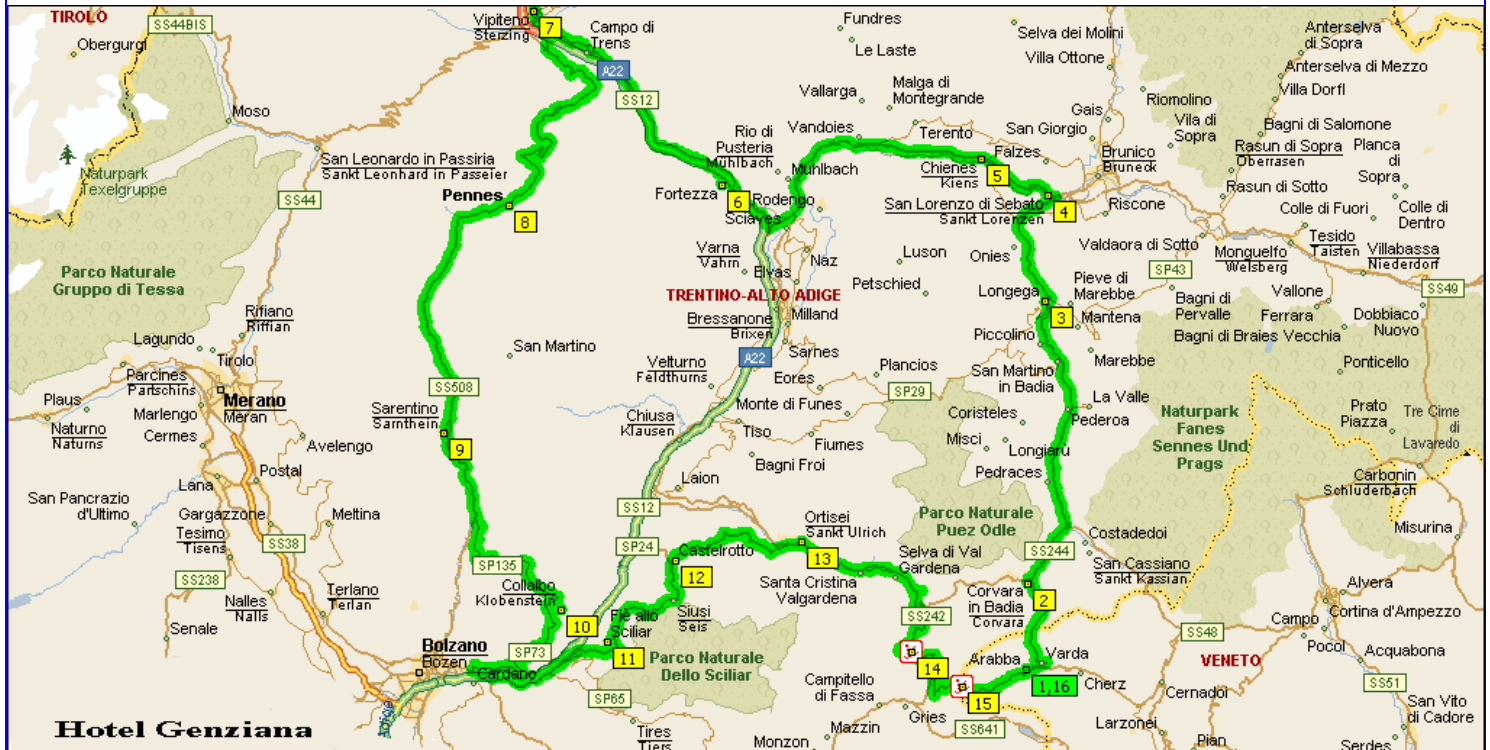 TIROLO
Obergurgl
SS44BIS
Vipiteno
Sterzing
7
Campo di
Trens
Fundres
Le Laste
Selva dei Molini
Villa Ottone
Anterselva
di Sopra
Anterselva di Mezzo
Villa Dorfl
A22
SS12
Vallarga
Malga di
Montegrande
Gais
Riomolino
Vila di
Sopra
Bagni di Salomone
Moso
Rio di
Pusteria
Mühlbach
Vandoies
Terento
San Giorgio
Rasun di Sopra
Oberrasen
Planca
di
Sopra
Naturpark
Texelgruppe
San Leonardo in Passiria
Sankt Leonhard in Passeier
Muhlbach
Falzes
Chienes
Kiens
5
Brunico
Bruneck
Rasun di Sotto
SS44
Pennes
8
Fortezza
6
Rodengo
Sciaves
San Lorenzo di Sebato
Sankt Lorenzen
4
Riscone
Colle di Fuori
Colle di
Dentro
Varna
Vahrn
Naz
Elvas
Luson
Onies
Valdaora di Sotto
Monguelfo
Welsberg
Tesido
Taisten
Villabassa
Niederdorf
Parco Naturale
Gruppo di Tessa
SP43
TRENTINO-ALTO ADIGE
Petschied
Longega
3
Pieve di
Marebbe
Mantena
Bagni di
Pervalle
Vallone
Ferrara
SS49
Rifiano
Riffian
Bressanone
Brixen
Milland
Piccolino
Bagni di Braies Vecchia
Dobbiaco
Nuovo
Lagundo
Tirolo
San Martino
A22
Sarnes
Marebbe
Ponticello
Parcines
Partschins
Velturno
Feldthurns
Eores
Plancios
San Martino
in Badia
SS508
SP29
La Valle
Plaus
Merano
Meran
Marlengo
Sarentino
Sarnthein
Chiusa
Klausen
Monte di Funes
Coristeles
Pederoa
Naturpark
Fanes
Sennes Und
Prags
Prato
Piazza
Tre Cime
di
Lavaredo
Naturno
Naturns
Cermes
Avelengo
9
Tiso
Fiumes
Misci
Longiaru
Bagni Froi
Postal
Pedraces
Lana
Laion
Carbonin
Schluderbach
San Pancrazio
d'Ultimo
Gargazzone
Meltina
SS12
Ortisei
Sankt Ulrich
13
Parco Naturale
Puez Odle
Costadedoi
Misurina
Tesimo
Tisens
SS38
SP24
Castelrotto
12
Selva di Val
Gardena
SS244
San Cassiano
Sankt Kassian
SP135
SS238
Collalbo
Klobenstein
10
Santa Cristina
Valgardena
Corvara
in Badia
Corvara
2
Alvera
Nalles
Nalls
Terlano
Terlan
Siusi
Seis
Cortina d'Ampezzo
Campo
Senale
Fiè allo
Sciliar
11
SS242
SS48
Pocol
Bolzano
Bozen
SP73
Parco Naturale
Dello Sciliar
14
Arabba
Varda
VENETO
Acquabona
Cardano
Campitello
di Fassa
15
1,16
Cherz
Cernadoi
SS51
SP65
Gries
San Vito
di Cadore
Hotel Genziana
Adige
Tires
Tiers
Mazzin
Monzon
SS641
Larzonei
Pian
Serdes